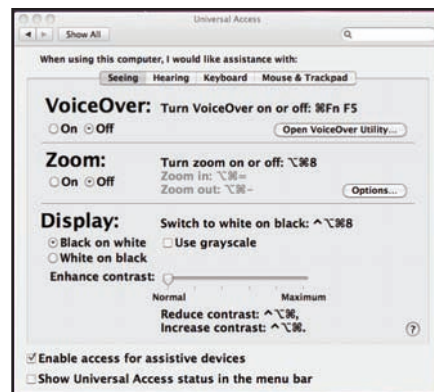 Universal Access
Show All
When using this computer, I would like assistance with:
Seeing Hearing Keyboard Mouse & Trackpad
VoiceOver: Turn VoiceOver on or off: ⌘Fn F5
On Off Open VoiceOver Utility...
Zoom: Turn zoom on or off: ⌥⌘8
Zoom in: ⌥⌘=
On Off
Zoom out: ⌥⌘-
Options...
Display: Switch to white on black: ^⌥⌘8
Black on white Use grayscale
White on black
Enhance contrast:
Normal Maximum
Reduce contrast: ^⌥⌘,
Increase contrast: ^⌥⌘.
?
Enable access for assistive devices
Show Universal Access status in the menu bar